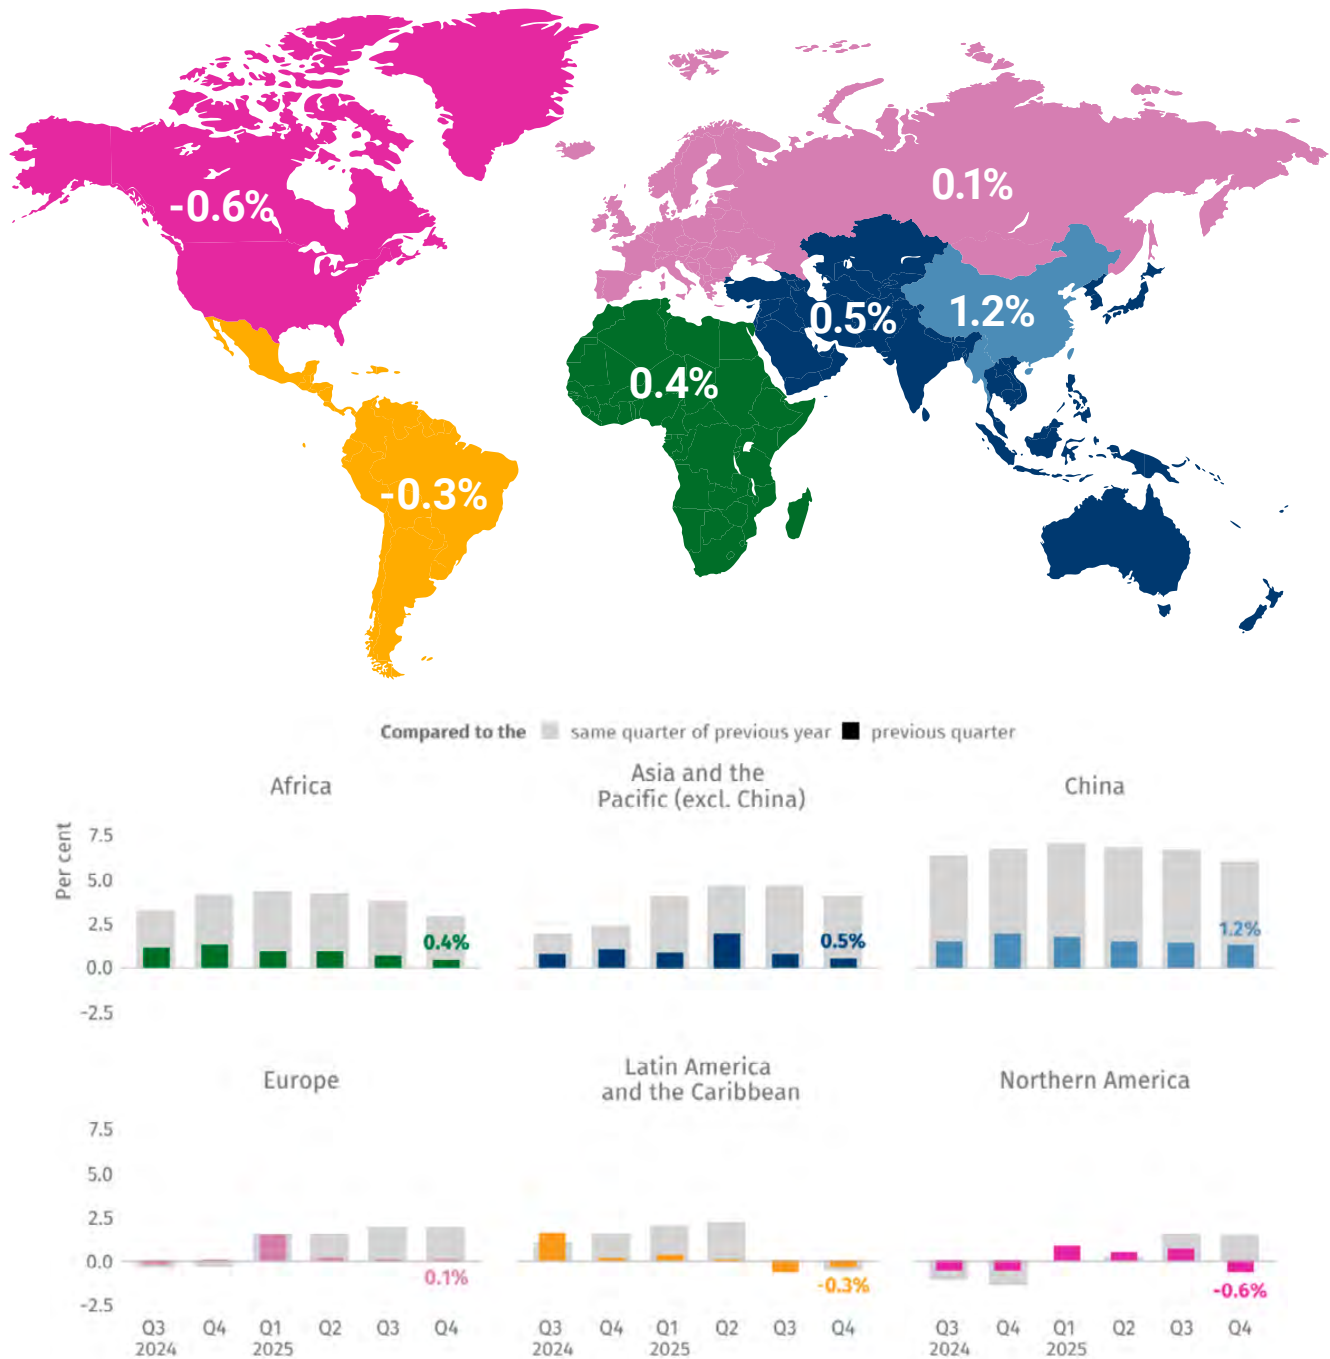 -0.6%
0.1%
0.5%
1.2%
0.4%
-0.3%
Compared to the same quarter of previous year previous quarter
Africa
Asia and the
Pacific (excl. China)
China
Per cent
7.5
5.0
2.5
0.0
-2.5
0.4%
0.5%
1.2%
Europe
Latin America
and the Caribbean
Northern America
7.5
5.0
2.5
0.0
-2.5
0.1%
-0.3%
-0.6%
Q3 Q4 Q1 Q2 Q3 Q4
2024 2025
Q3 Q4 Q1 Q2 Q3 Q4
2024 2025
Q3 Q4 Q1 Q2 Q3 Q4
2024 2025